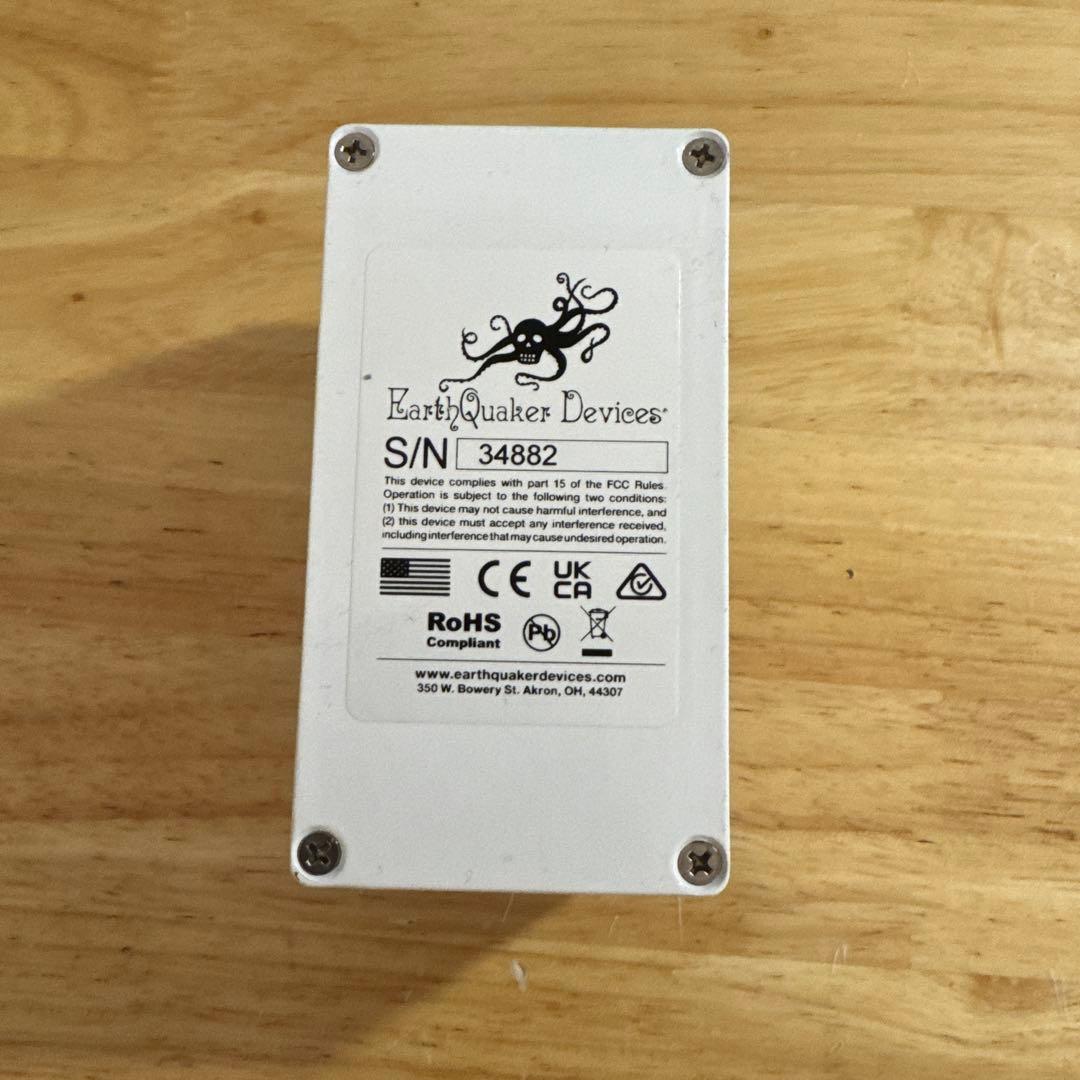 EarthQuaker Devices®
S/N 34882
This device complies with part 15 of the FCC Rules.
Operation is subject to the following two conditions:
(1) This device may not cause harmful interference, and
(2) this device must accept any interference received,
including interference that may cause undesired operation.
CE UK
CA
RoHS
Compliant
Pb
www.earthquakerdevices.com
350 W. Bowery St. Akron, OH, 44307